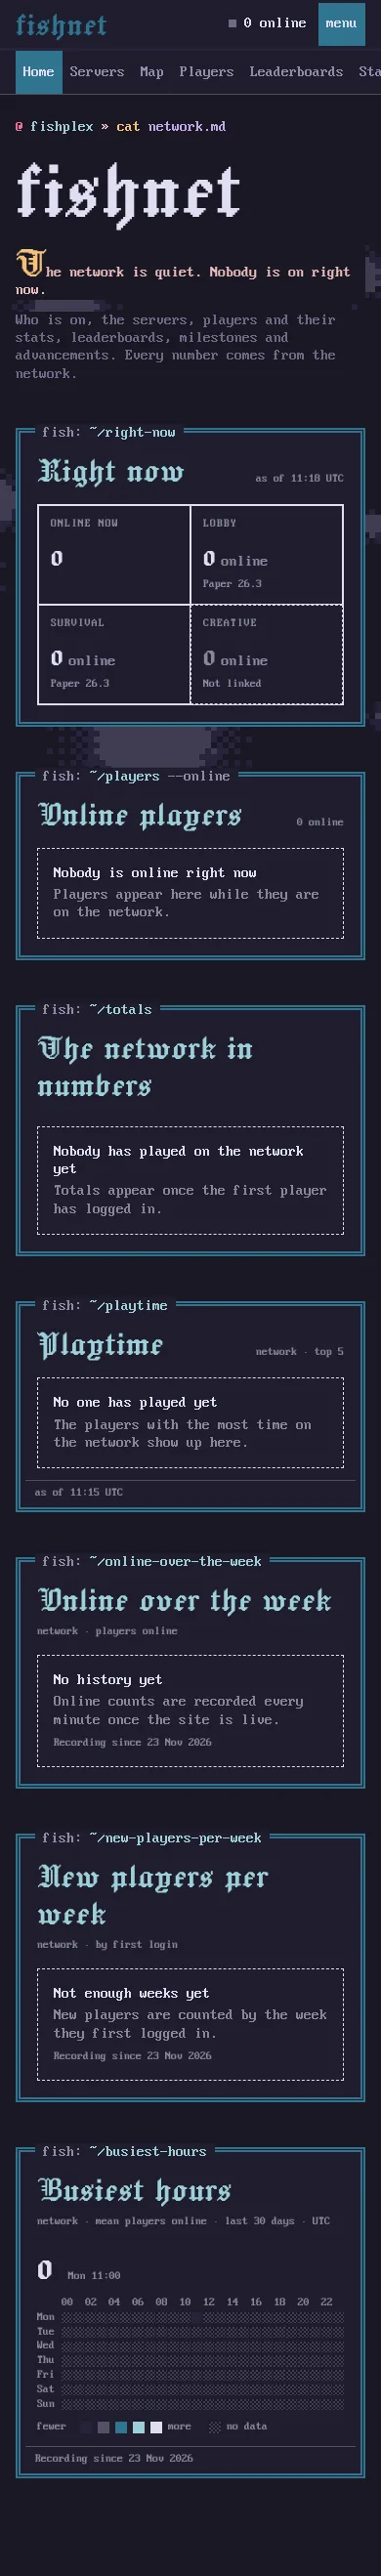 fishnet
0 online
menu
Home Servers Map Players Leaderboards Sta
@ fishplex » cat network.md
fishnet
The network is quiet. Nobody is on right
now.
Who is on, the servers, players and their
stats, leaderboards, milestones and
advancements. Every number comes from the
network.
fish: ~/right-now
Right now
as of 11:18 UTC
ONLINE NOW
0
LOBBY
0 online
Paper 26.3
SURVIVAL
0 online
Paper 26.3
CREATIVE
0 online
Not linked
fish: ~/players --online
Online players
0 online
Nobody is online right now
Players appear here while they are
on the network.
fish: ~/totals
The network in
numbers
Nobody has played on the network
yet
Totals appear once the first player
has logged in.
fish: ~/playtime
Playtime
network · top 5
No one has played yet
The players with the most time on
the network show up here.
as of 11:15 UTC
fish: ~/online-over-the-week
Online over the week
network · players online
No history yet
Online counts are recorded every
minute once the site is live.
Recording since 23 Nov 2026
fish: ~/new-players-per-week
New players per
week
network · by first login
Not enough weeks yet
New players are counted by the week
they first logged in.
Recording since 23 Nov 2026
fish: ~/busiest-hours
Busiest hours
network · mean players online · last 30 days · UTC
0 Mon 11:00
00 02 04 06 08 10 12 14 16 18 20 22
Mon
Tue
Wed
Thu
Fri
Sat
Sun
fewer more no data
Recording since 23 Nov 2026